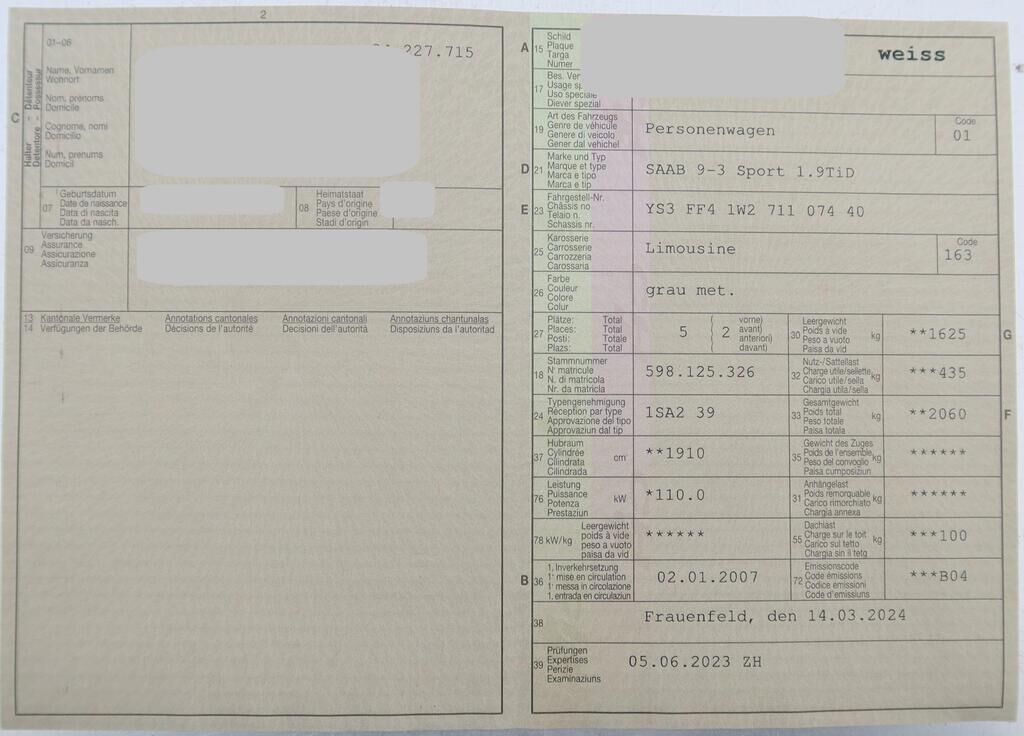 2
C
Halter - Détenteur
Detentore - Possessur
01-06
227.715
Name, Vornamen
Wohnort
Nom, prénoms
Domicile
Cognome, nomi
Domicilio
Num, prenums
Domicil
07
Geburtsdatum
Date de naissance
Data di nascita
Data da nasch.
08
Heimatstaat
Pays d'origine
Paese d'origine
Stadi d'origin
09
Versicherung
Assurance
Assicurazione
Assicuranza
13 Kantonale Vermerke Annotations cantonales Annotazioni cantonali Annotaziuns chantunalas
14 Verfügungen der Behörde Décisions de l'autorité Decisioni dell'autorità Disposiziuns da l'autoritad
A 15
Schild
Plaque
Targa
Numer
weiss
17
Bes.
Usage
Uso speciale
Diever spezial
19
Art des Fahrzeugs
Genre de véhicule
Genere di veicolo
Gener dal vehichel
Personenwagen
Code
01
D 21
Marke und Typ
Marque et type
Marca e tipo
Marca e tip
SAAB 9-3 Sport 1.9TiD
E 23
Fahrgestell-Nr.
Châssis no
Telaio n.
Schassis nr.
YS3 FF4 1W2 711 074 40
25
Karosserie
Carrosserie
Carrozzeria
Carossaria
Limousine
Code
163
26
Farbe
Couleur
Colore
Colur
grau met.
27
Plätze: Total
Places: Total
Posti: Totale
Plazs: Total
5
2
vorne)
avant)
anteriori)
davant)
30
Leergewicht
Poids à vide
Peso a vuoto
Paisa da vid
kg
**1625
G
18
Stammnummer
N° matricule
N. di matricola
Nr. da matricla
598.125.326
32
Nutz-/Sattellast
Charge utile/sellette
Carico utile/sella
Chargia utila/sella
kg
***435
24
Typengenehmigung
Réception par type
Approvazione del tipo
Approvaziun dal tip
1SA2 39
33
Gesamtgewicht
Poids total
Peso totale
Paisa totala
kg
**2060
F
37
Hubraum
Cylindrée
Cilindrata
Cilindrada
cm³
**1910
35
Gewicht des Zuges
Poids de l'ensemble
Peso del convoglio
Paisa cumposiziun
kg
******
76
Leistung
Puissance
Potenza
Prestaziun
kW
*110.0
31
Anhängelast
Poids remorquable
Carico rimorchiato
Chargia annexa
kg
******
78 kW/kg
Leergewicht
poids à vide
peso a vuoto
paisa da vid
******
55
Dachlast
Charge sur le toit
Carico sul tetto
Chargia sin il tetg
kg
***100
B 36
1. Inverkehrsetzung
1re mise en circulation
1a messa in circolazione
1. entrada en circulaziun
02.01.2007
72
Emissionscode
Code émissions
Codice emissioni
Code d'emissiuns
***B04
38
Frauenfeld, den 14.03.2024
39
Prüfungen
Expertises
Perizie
Examinaziuns
05.06.2023 ZH